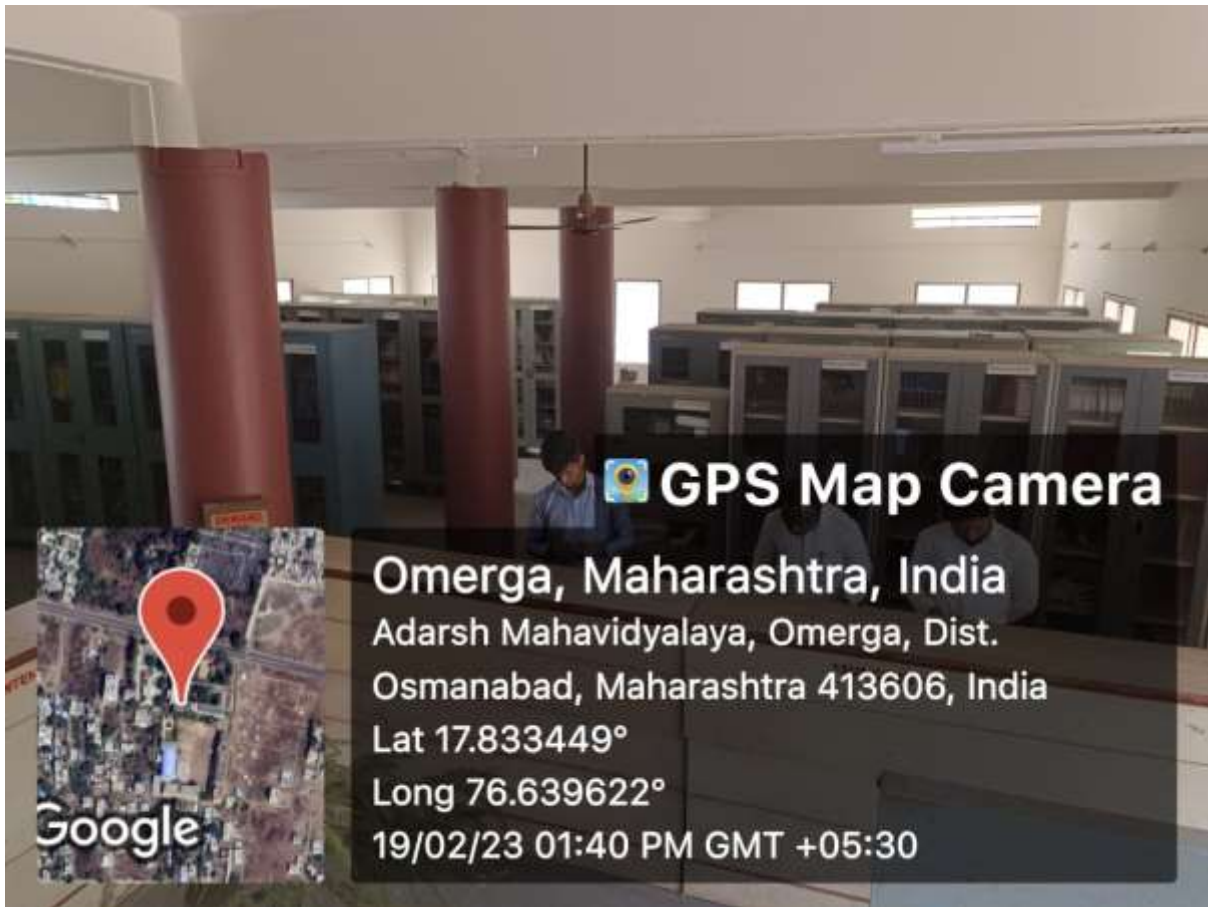 GPS Map Camera
Omerga, Maharashtra, India
Adarsh Mahavidyalaya, Omerga, Dist.
Osmanabad, Maharashtra 413606, India
Lat 17.833449°
Long 76.639622°
19/02/23 01:40 PM GMT +05:30
Google